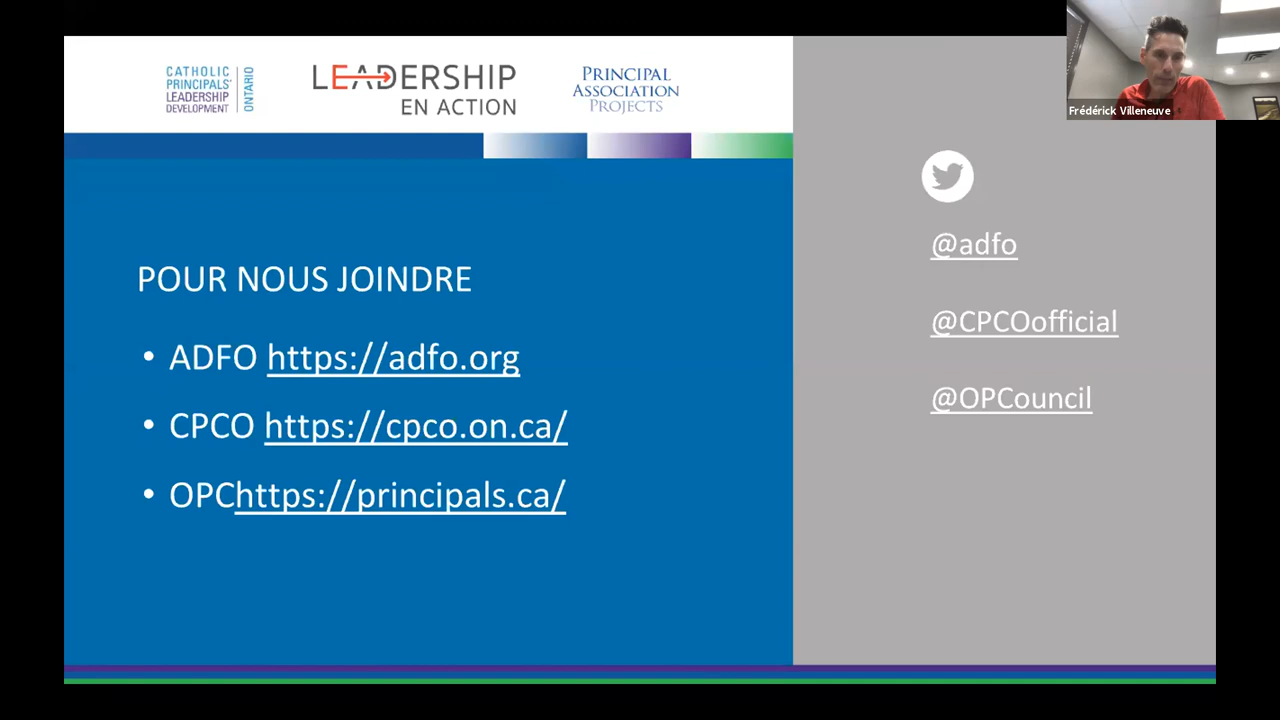 CATHOLIC
PRINCIPALS'
LEADERSHIP
DEVELOPMENT
ONTARIO
LEADERSHIP
EN ACTION
PRINCIPAL
ASSOCIATION
PROJECTS
Frédérick Villeneuve
POUR NOUS JOINDRE
• ADFO https://adfo.org
• CPCO https://cpco.on.ca/
• OPChttps://principals.ca/
@adfo
@CPCOofficial
@OPCouncil